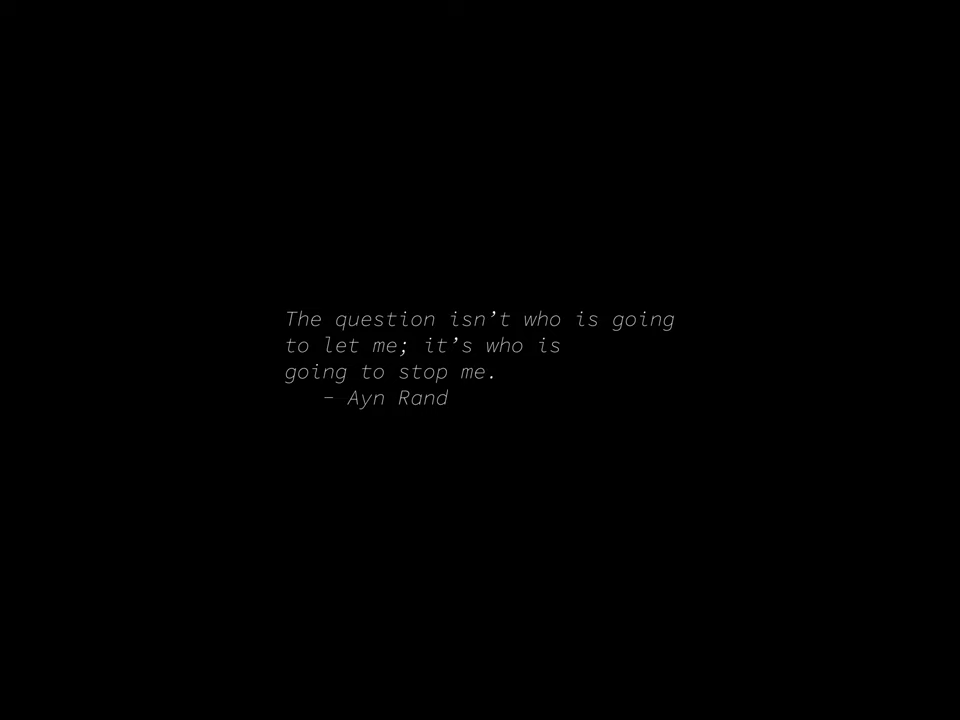 The question isn’t who is going
to let me; it’s who is
going to stop me.
– Ayn Rand